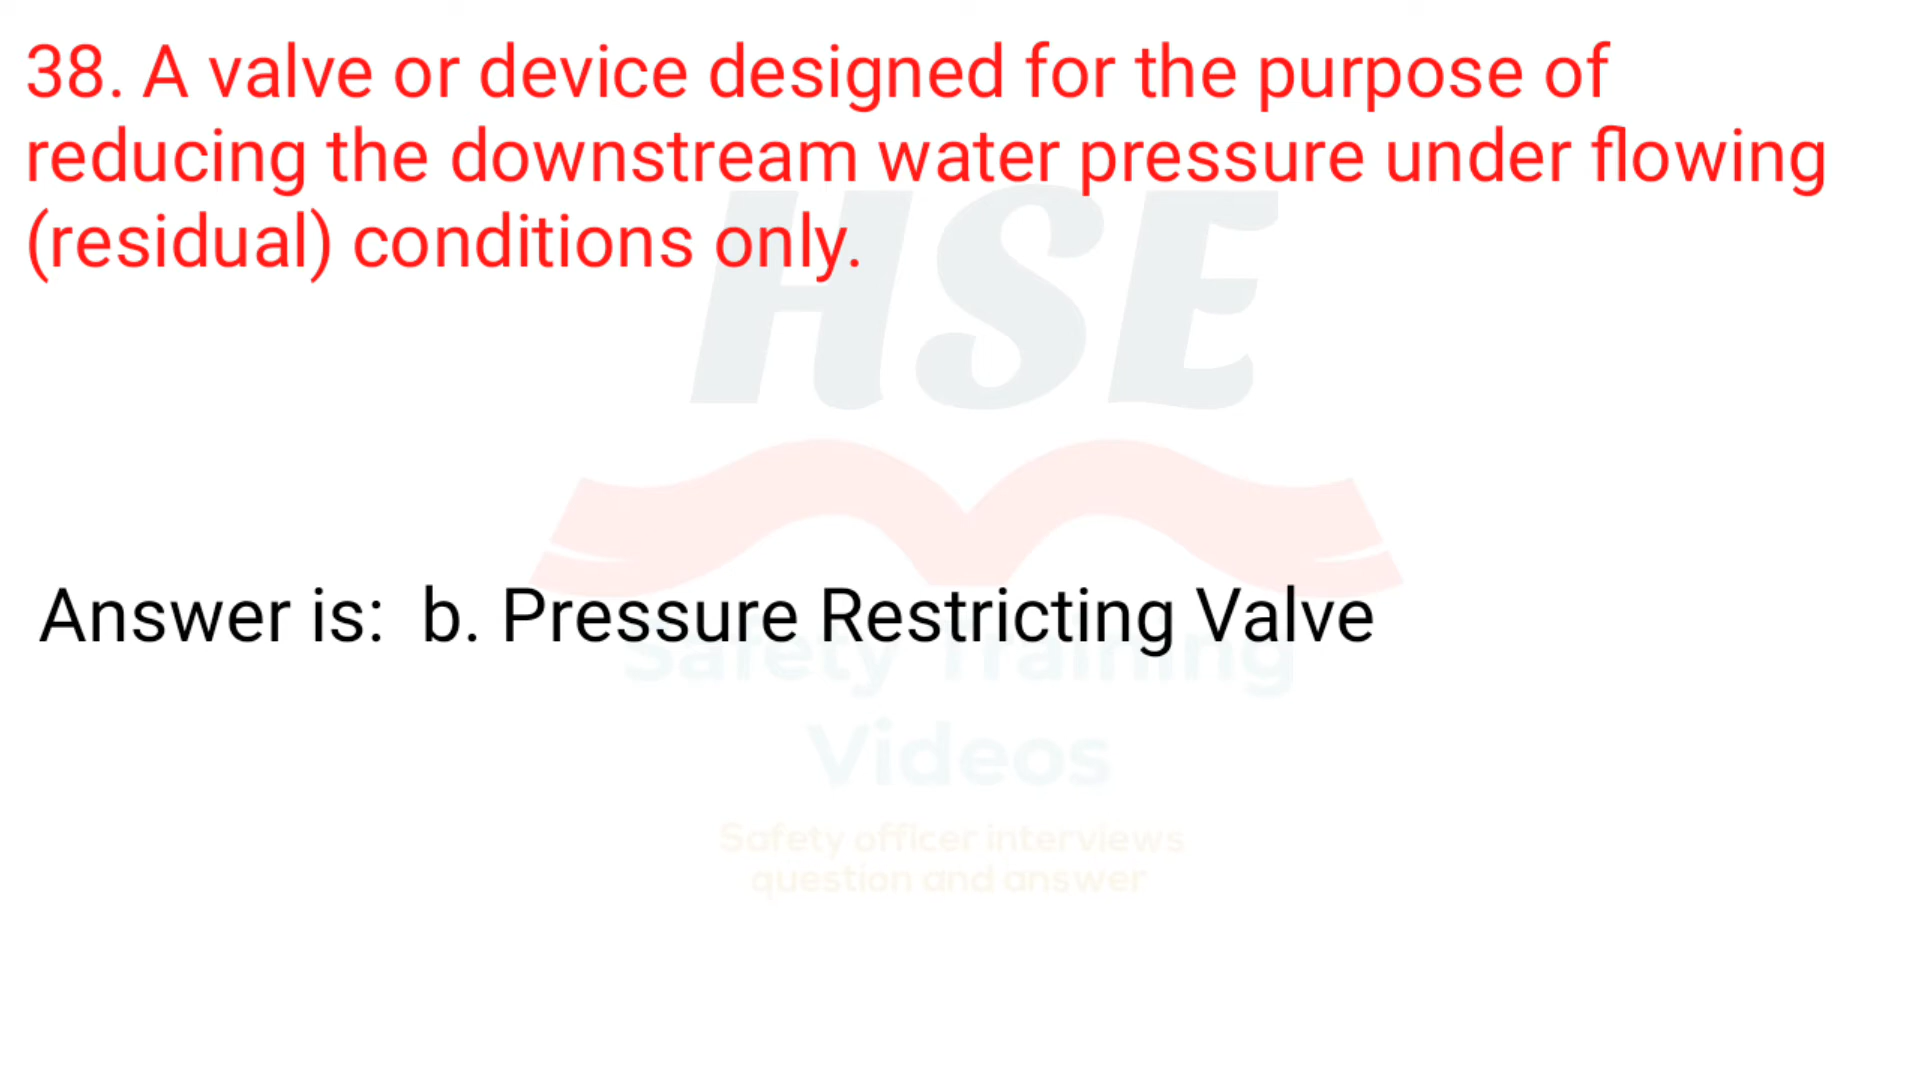 38. A valve or device designed for the purpose of
reducing the downstream water pressure under flowing
(residual) conditions only.
HSE
Answer is:  b. Pressure Restricting Valve
Safety Training
Videos
Safety officer interviews
question and answer